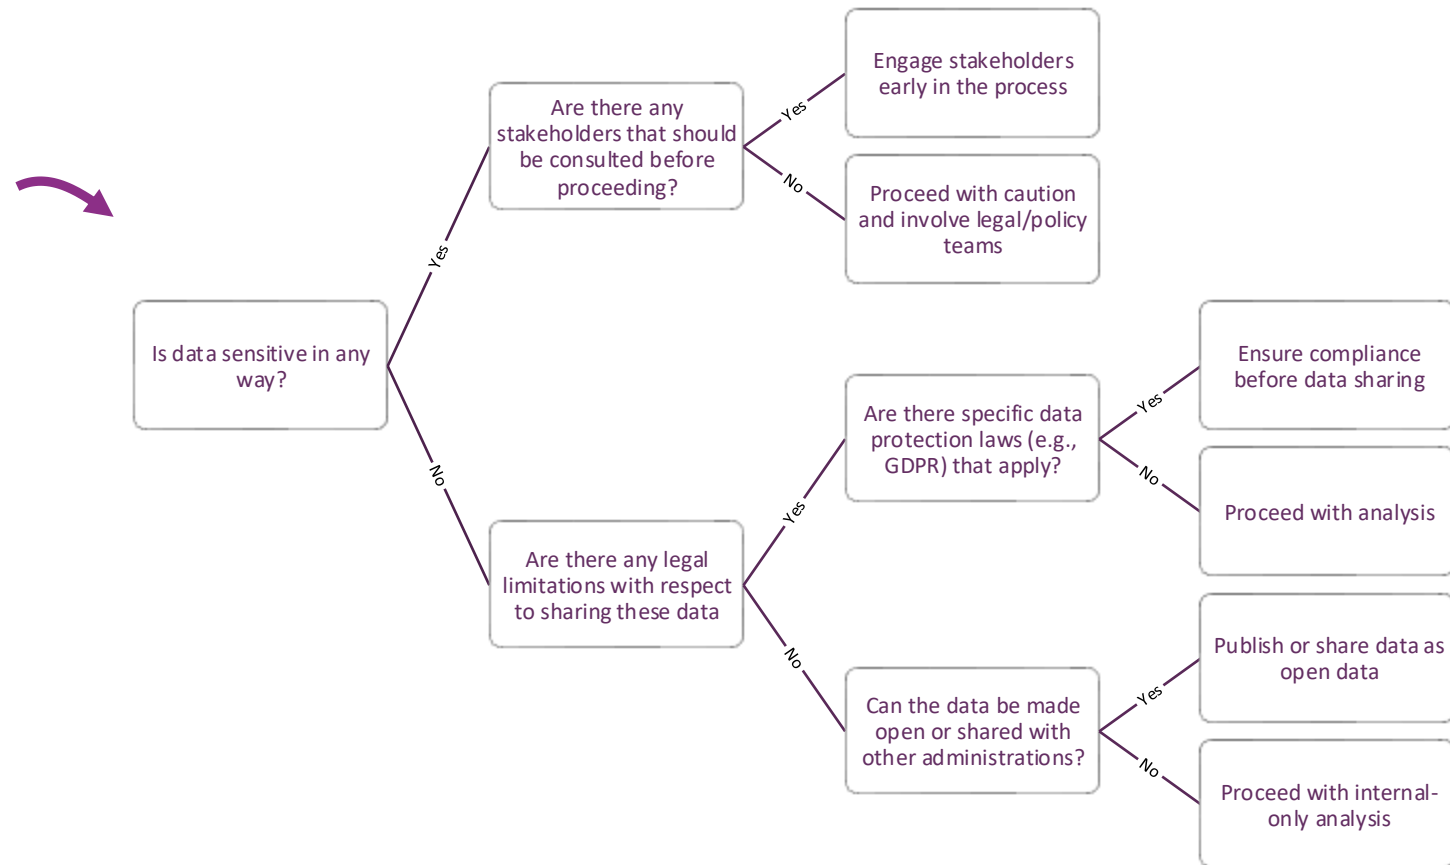 Is data sensitive in any
way?
Yes
Are there any
stakeholders that should
be consulted before
proceeding?
Yes
Engage stakeholders
early in the process
No
Proceed with caution
and involve legal/policy
teams
No
Are there any legal
limitations with respect
to sharing these data
Yes
Are there specific data
protection laws (e.g.,
GDPR) that apply?
Yes
Ensure compliance
before data sharing
No
Proceed with analysis
No
Can the data be made
open or shared with
other administrations?
Yes
Publish or share data as
open data
No
Proceed with internal-
only analysis